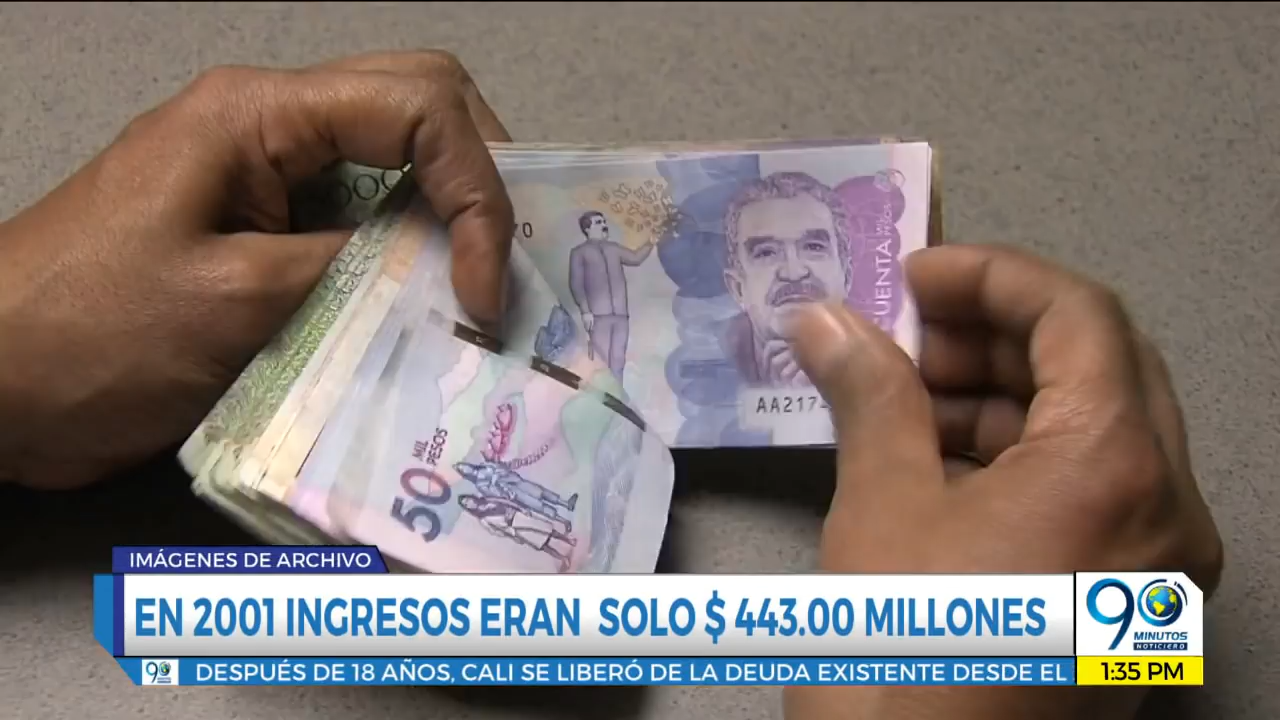 50
MIL
PESOS
AA217
IMÁGENES DE ARCHIVO
EN 2001 INGRESOS ERAN SOLO $ 443.00 MILLONES
90
MINUTOS
NOTICIERO
90
DESPUÉS DE 18 AÑOS, CALI SE LIBERÓ DE LA DEUDA EXISTENTE DESDE EL
1:35 PM